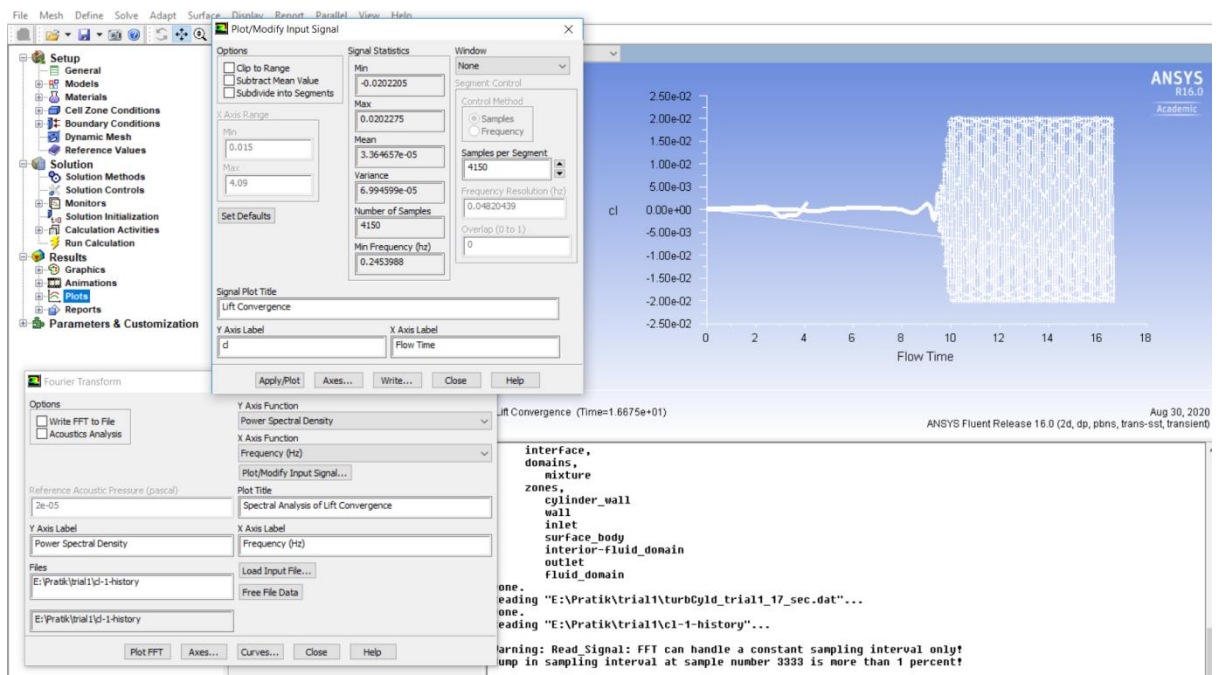 File Mesh Define Solve Adapt Surface Display Report Parallel View Help
Setup
General
Models
Materials
Cell Zone Conditions
Boundary Conditions
Dynamic Mesh
Reference Values
Solution
Solution Methods
Solution Controls
Monitors
Solution Initialization
Calculation Activities
Run Calculation
Results
Graphics
Animations
Plots
Reports
Parameters & Customization
Plot/Modify Input Signal
Options
Clip to Range
Subtract Mean Value
Subdivide into Segments
X Axis Range
Min
0.015
Max
4.09
Set Defaults
Signal Statistics
Min
-0.0202205
Max
0.0202275
Mean
3.364657e-05
Variance
6.994599e-05
Number of Samples
4150
Min Frequency (hz)
0.2453988
Window
None
Segment Control
Control Method
Samples
Frequency
Samples per Segment
4150
Frequency Resolution (hz)
0.04820439
Overlap (0 to 1)
0
Signal Plot Title
Lift Convergence
Y Axis Label
cl
X Axis Label
Flow Time
Apply/Plot Axes... Write... Close Help
ANSYS
R16.0
Academic
2.50e-02
2.00e-02
1.50e-02
1.00e-02
5.00e-03
0.00e+00
-5.00e-03
-1.00e-02
-1.50e-02
-2.00e-02
-2.50e-02
cl
0 2 4 6 8 10 12 14 16 18
Flow Time
Lift Convergence (Time=1.6675e+01)
Aug 30, 2020
ANSYS Fluent Release 16.0 (2d, dp, pbns, trans-sst, transient)
Fourier Transform
Options
Write FFT to File
Acoustics Analysis
Reference Acoustic Pressure (pascal)
2e-05
Y Axis Label
Power Spectral Density
Files
E:\Pratik\trial1\cl-1-history
E:\Pratik\trial1\cl-1-history
Y Axis Function
Power Spectral Density
X Axis Function
Frequency (Hz)
Plot/Modify Input Signal...
Plot Title
Spectral Analysis of Lift Convergence
X Axis Label
Frequency (Hz)
Load Input File...
Free File Data
Plot FFT Axes... Curves... Close Help
interface,
domains,
mixture
zones,
cylinder_wall
wall
inlet
surface_body
interior-fluid_domain
outlet
fluid_domain
one.
eading "E:\Pratik\trial1\turbCyld_trial1_17_sec.dat"...
one.
eading "E:\Pratik\trial1\cl-1-history"...
arning: Read_Signal: FFT can handle a constant sampling interval only!
ump in sampling interval at sample number 3333 is more than 1 percent!